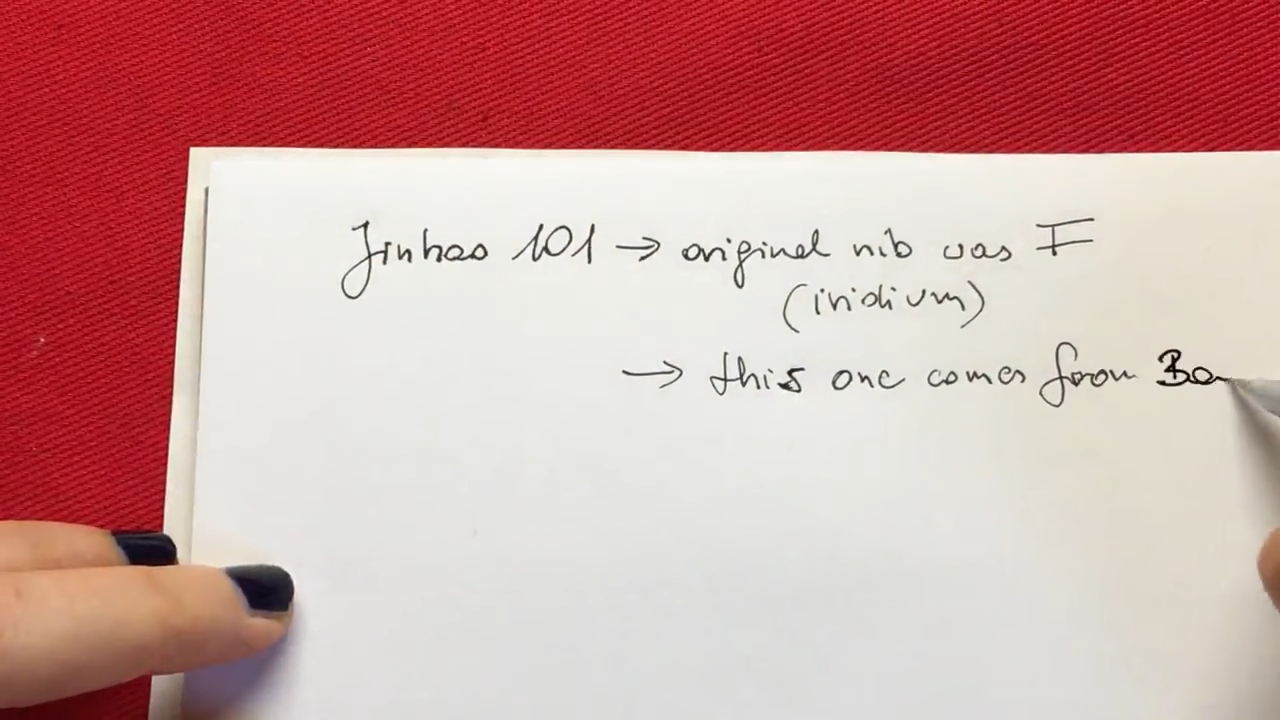 Jinhao 101 → original nib was F
(iridium)
→ this one comes from